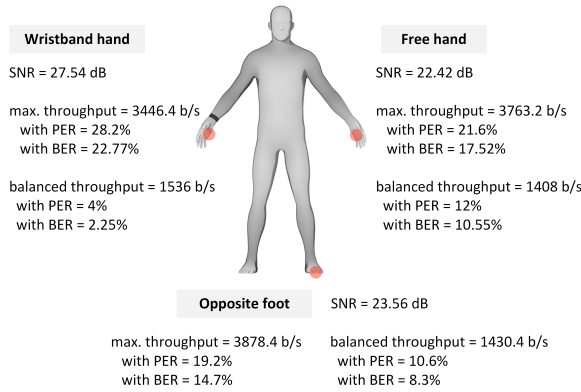 Wristband hand
SNR = 27.54 dB
max. throughput = 3446.4 b/s
with PER = 28.2%
with BER = 22.77%
balanced throughput = 1536 b/s
with PER = 4%
with BER = 2.25%
Free hand
SNR = 22.42 dB
max. throughput = 3763.2 b/s
with PER = 21.6%
with BER = 17.52%
balanced throughput = 1408 b/s
with PER = 12%
with BER = 10.55%
Opposite foot
SNR = 23.56 dB
max. throughput = 3878.4 b/s
with PER = 19.2%
with BER = 14.7%
balanced throughput = 1430.4 b/s
with PER = 10.6%
with BER = 8.3%